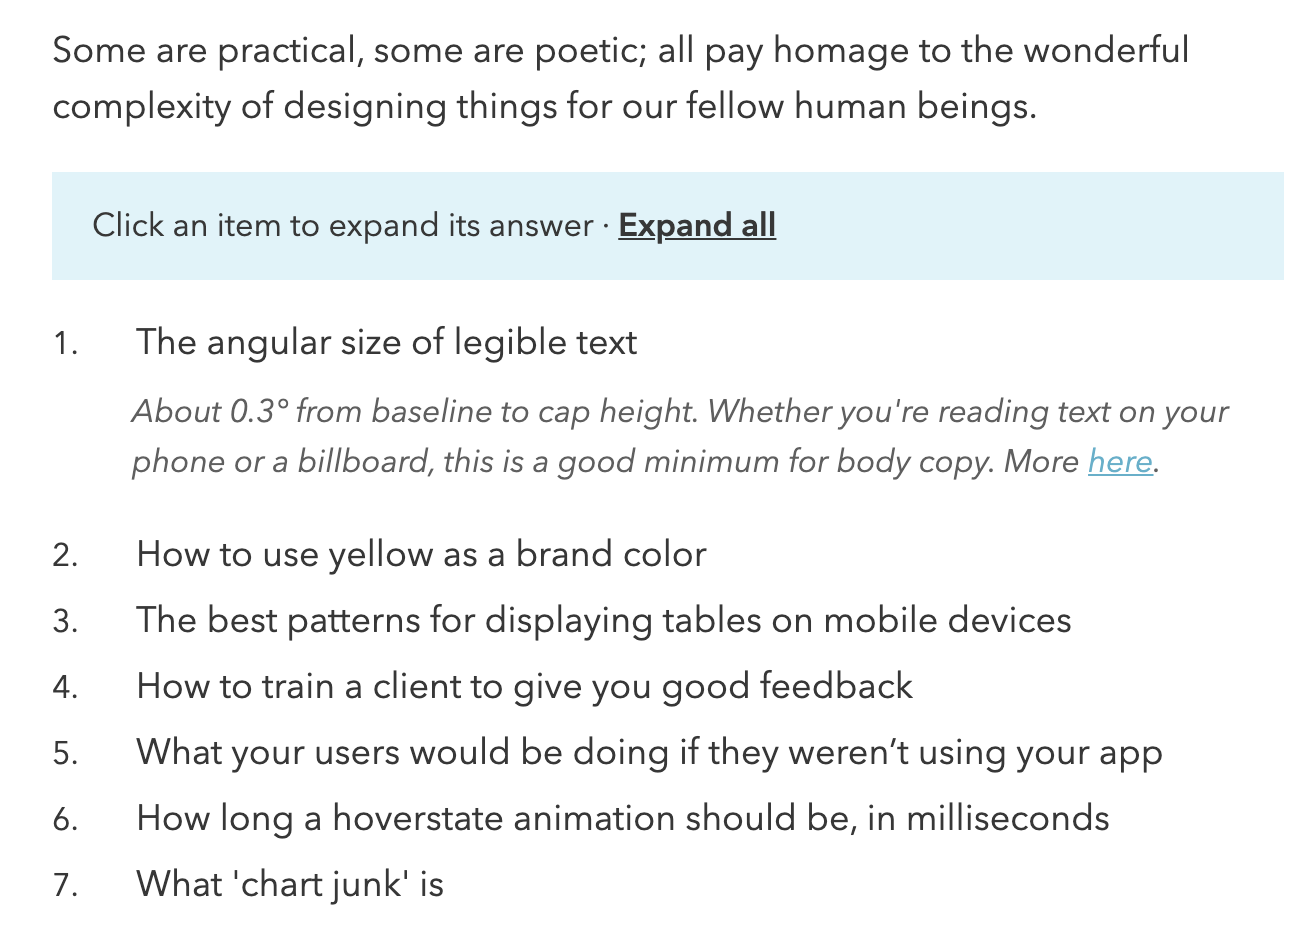 Some are practical, some are poetic; all pay homage to the wonderful
complexity of designing things for our fellow human beings.
Click an item to expand its answer · Expand all
1. The angular size of legible text
About 0.3° from baseline to cap height. Whether you're reading text on your
phone or a billboard, this is a good minimum for body copy. More here.
2. How to use yellow as a brand color
3. The best patterns for displaying tables on mobile devices
4. How to train a client to give you good feedback
5. What your users would be doing if they weren’t using your app
6. How long a hoverstate animation should be, in milliseconds
7. What 'chart junk' is